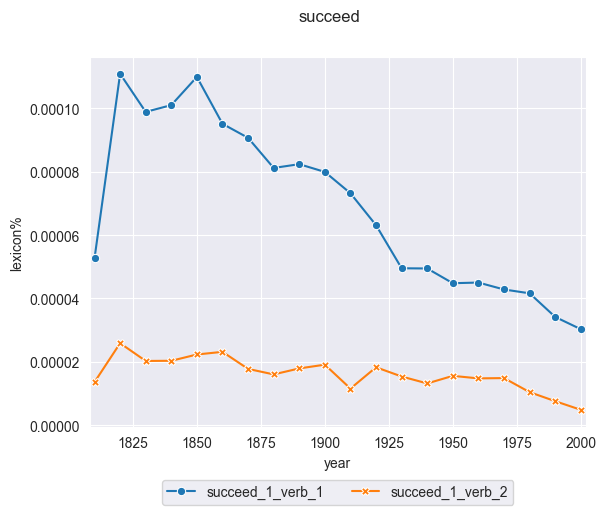 succeed
0.00010
0.00008
0.00006
0.00004
0.00002
0.00000
lexicon%
1825 1850 1875 1900 1925 1950 1975 2000
year
succeed_1_verb_1 succeed_1_verb_2